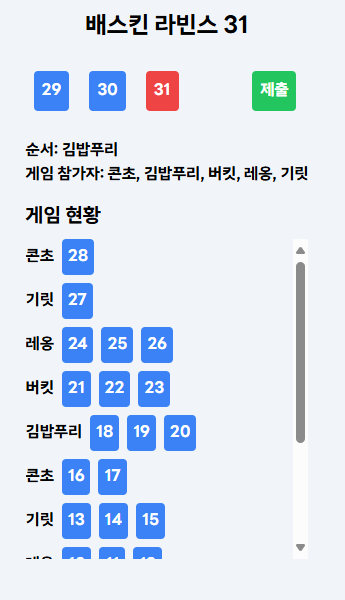 배스킨 라빈스 31
29 30 31 제출
순서: 김밥푸리
게임 참가자: 콘초, 김밥푸리, 버킷, 레옹, 기릿
게임 현황
콘초 28
기릿 27
레옹 24 25 26
버킷 21 22 23
김밥푸리 18 19 20
콘초 16 17
기릿 13 14 15